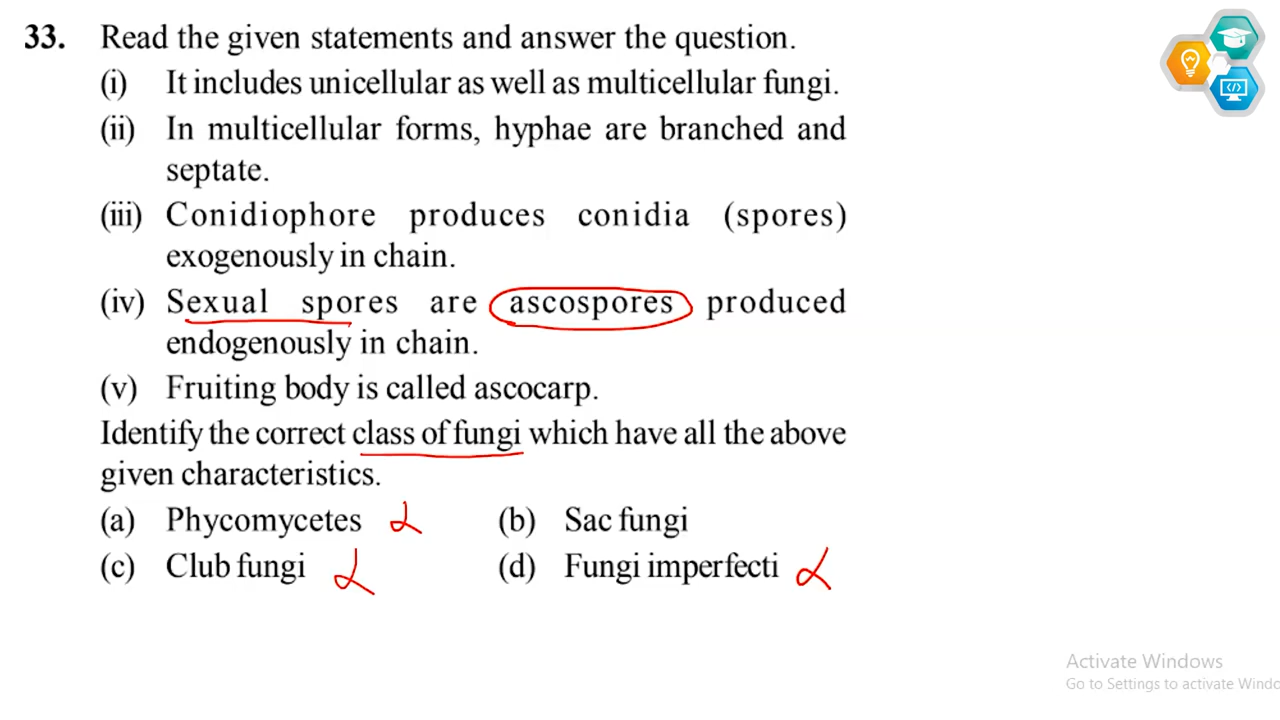 33. Read the given statements and answer the question.
(i) It includes unicellular as well as multicellular fungi.
(ii) In multicellular forms, hyphae are branched and
septate.
(iii) Conidiophore produces conidia (spores)
exogenously in chain.
(iv) Sexual spores are ascospores produced
endogenously in chain.
(v) Fruiting body is called ascocarp.
Identify the correct class of fungi which have all the above
given characteristics.
(a) Phycomycetes (b) Sac fungi
(c) Club fungi (d) Fungi imperfecti
</>
Activate Windows
Go to Settings to activate Windo